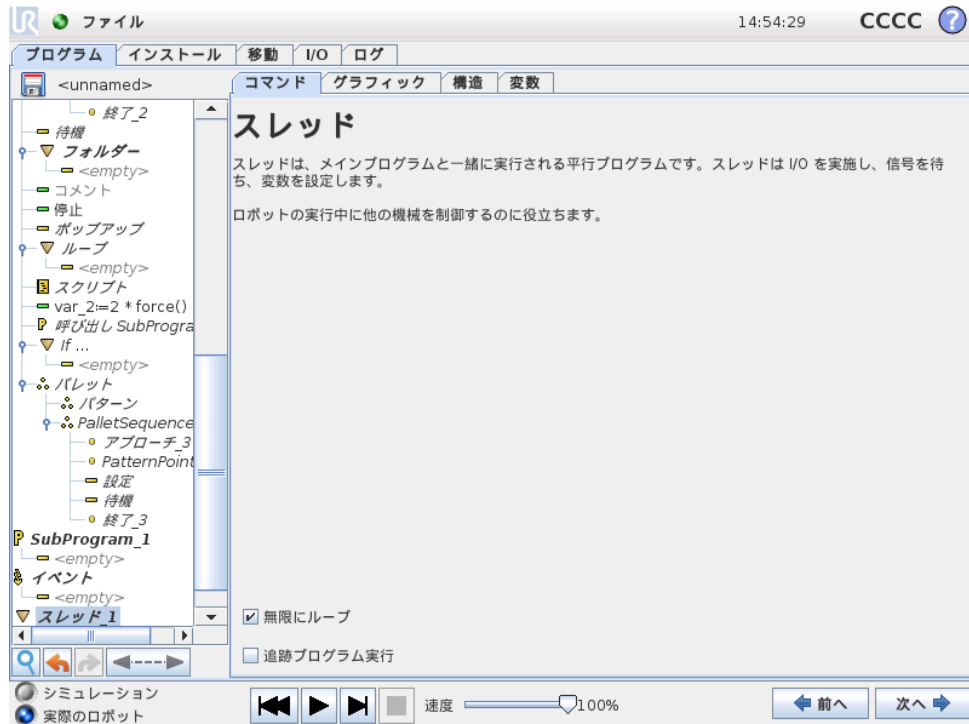 UR ファイル 14:54:29 CCCC ?
プログラム インストール 移動 I/O ログ
<unnamed>
コマンド グラフィック 構造 変数
終了_2
待機
フォルダー
<empty>
コメント
停止
ポップアップ
ループ
<empty>
スクリプト
var_2:=2 * force()
呼び出し SubProgra
If ...
<empty>
パレット
パターン
PalletSequence
アプローチ_3
PatternPoint
設定
待機
終了_3
SubProgram_1
<empty>
イベント
<empty>
スレッド_1
スレッド
スレッドは、メインプログラムと一緒に実行される平行プログラムです。スレッドは I/O を実施し、信号を待
ち、変数を設定します。
ロボットの実行中に他の機械を制御するのに役立ちます。
無限にループ
追跡プログラム実行
シミュレーション
実際のロボット
速度 100%
前へ 次へ